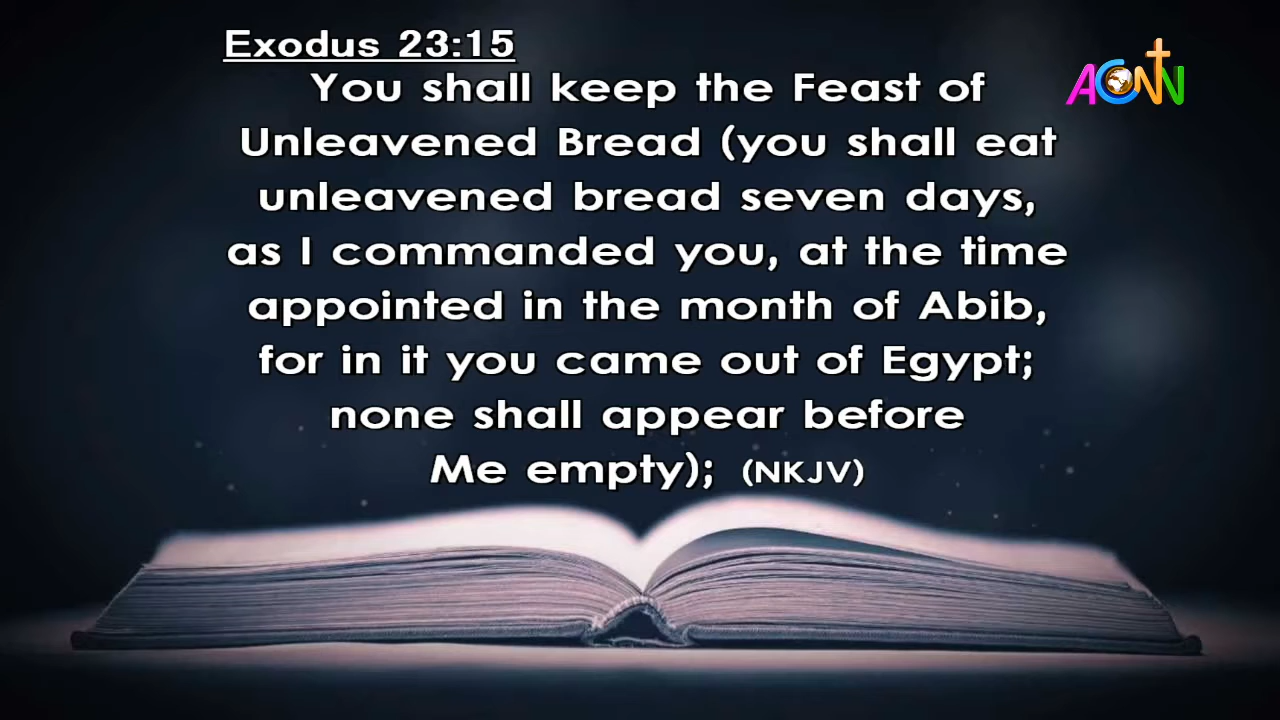 Exodus 23:15
ACNN
You shall keep the Feast of
Unleavened Bread (you shall eat
unleavened bread seven days,
as I commanded you, at the time
appointed in the month of Abib,
for in it you came out of Egypt;
none shall appear before
Me empty); (NKJV)